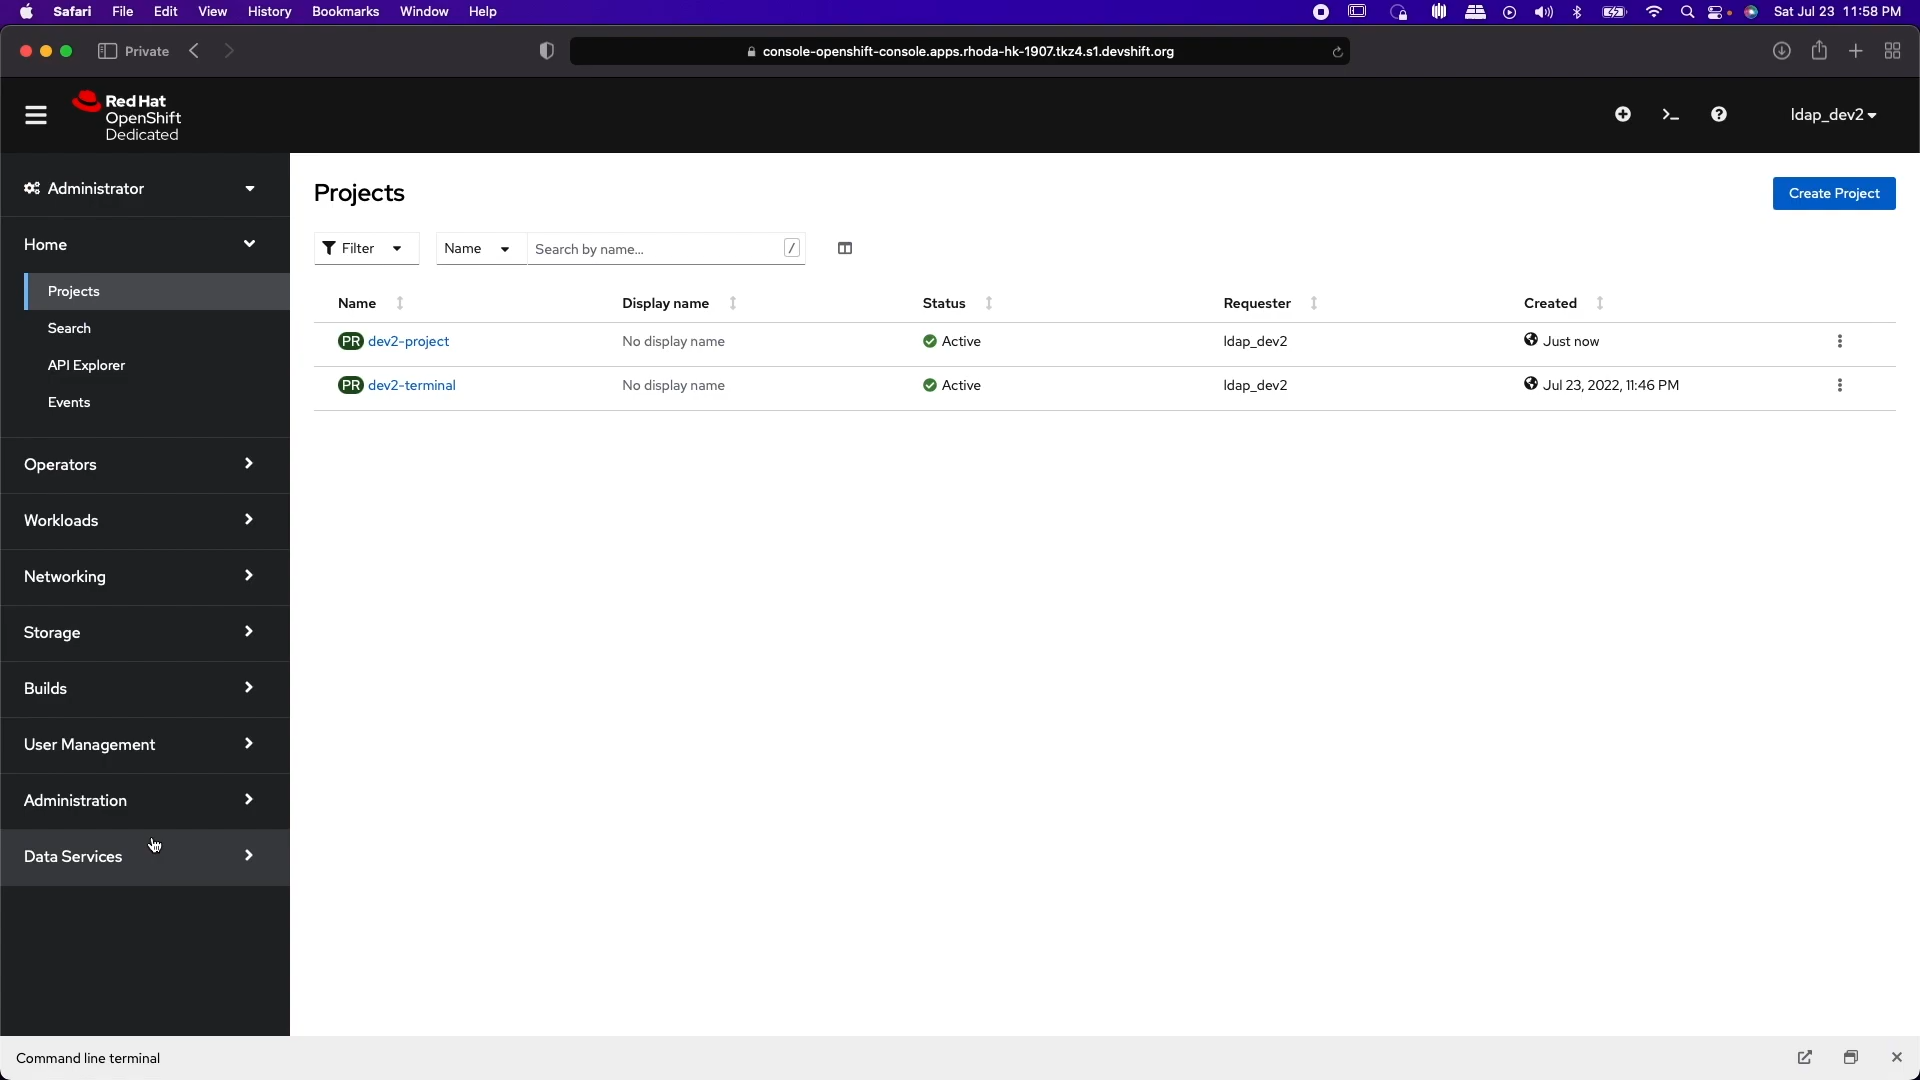 Safari File Edit View History Bookmarks Window Help Sat Jul 23 11:58 PM
Private console-openshift-console.apps.rhoda-hk-1907.tkz4.s1.devshift.org
Red Hat
OpenShift
Dedicated
ldap_dev2
Administrator
Home
Projects
Search
API Explorer
Events
Operators
Workloads
Networking
Storage
Builds
User Management
Administration
Data Services
Projects
Create Project
Filter Name Search by name... /
Name Display name Status Requester Created
PR dev2-project No display name Active ldap_dev2 Just now
PR dev2-terminal No display name Active ldap_dev2 Jul 23, 2022, 11:46 PM
Command line terminal